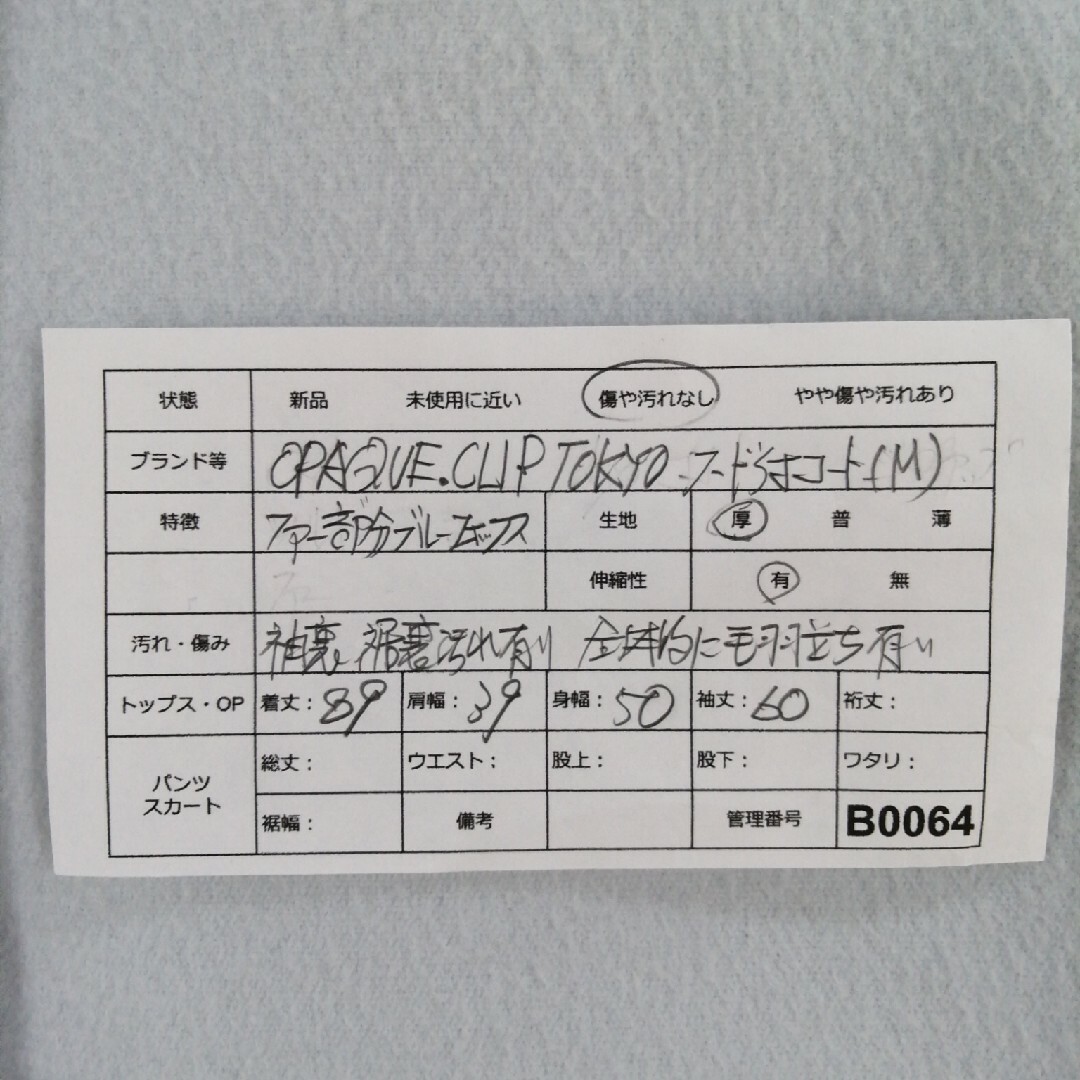 状態 新品 未使用に近い 傷や汚れなし やや傷や汚れあり
ブランド等 OPAQUE.CLIP TOKYO フード付コート(M)
特徴 ファー部分ブルーフォックス 生地 厚 普 薄
伸縮性 有 無
汚れ・傷み 袖裏、裾裏汚れ有り 全体的に毛羽立ち有い
トップス・OP 着丈:89 肩幅:39 身幅:50 袖丈:60 裄丈:
パンツ スカート 総丈: ウエスト: 股上: 股下: ワタリ:
裾幅: 備考 管理番号 B0064